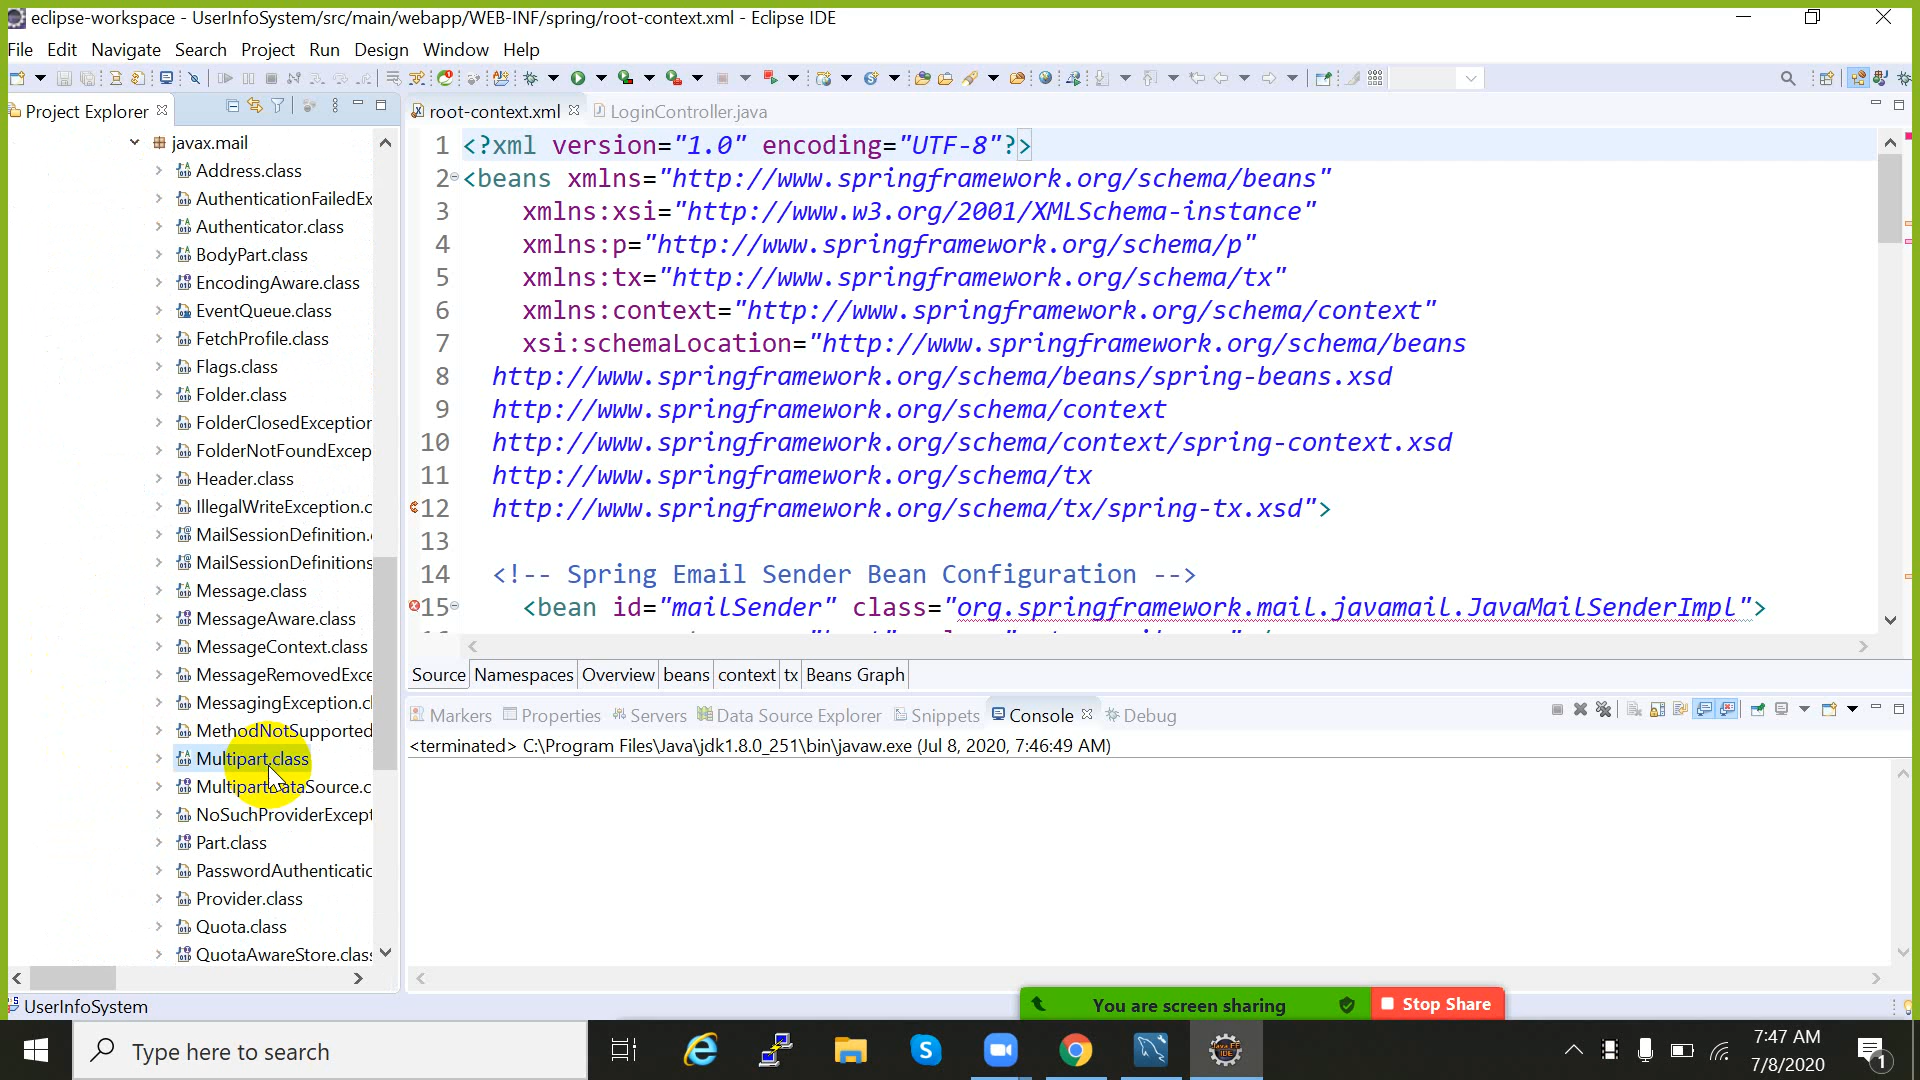 eclipse-workspace - UserInfoSystem/src/main/webapp/WEB-INF/spring/root-context.xml - Eclipse IDE
File Edit Navigate Search Project Run Design Window Help
Project Explorer
root-context.xml
LoginController.java
javax.mail
Address.class
AuthenticationFailedEx
Authenticator.class
BodyPart.class
EncodingAware.class
EventQueue.class
FetchProfile.class
Flags.class
Folder.class
FolderClosedException
FolderNotFoundExcep
Header.class
IllegalWriteException.c
MailSessionDefinition.
MailSessionDefinitions
Message.class
MessageAware.class
MessageContext.class
MessageRemovedExce
MessagingException.cl
MethodNotSupported
Multipart.class
MultipartDataSource.c
NoSuchProviderExcept
Part.class
PasswordAuthenticatic
Provider.class
Quota.class
QuotaAwareStore.class
1 <?xml version="1.0" encoding="UTF-8"?>
2 <beans xmlns="http://www.springframework.org/schema/beans"
3 xmlns:xsi="http://www.w3.org/2001/XMLSchema-instance"
4 xmlns:p="http://www.springframework.org/schema/p"
5 xmlns:tx="http://www.springframework.org/schema/tx"
6 xmlns:context="http://www.springframework.org/schema/context"
7 xsi:schemaLocation="http://www.springframework.org/schema/beans
8 http://www.springframework.org/schema/beans/spring-beans.xsd
9 http://www.springframework.org/schema/context
10 http://www.springframework.org/schema/context/spring-context.xsd
11 http://www.springframework.org/schema/tx
12 http://www.springframework.org/schema/tx/spring-tx.xsd">
13
14 <!-- Spring Email Sender Bean Configuration -->
15 <bean id="mailSender" class="org.springframework.mail.javamail.JavaMailSenderImpl">
Source Namespaces Overview beans context tx Beans Graph
Markers Properties Servers Data Source Explorer Snippets Console Debug
<terminated> C:\Program Files\Java\jdk1.8.0_251\bin\javaw.exe (Jul 8, 2020, 7:46:49 AM)
UserInfoSystem
You are screen sharing
Stop Share
Type here to search
7:47 AM
7/8/2020
1